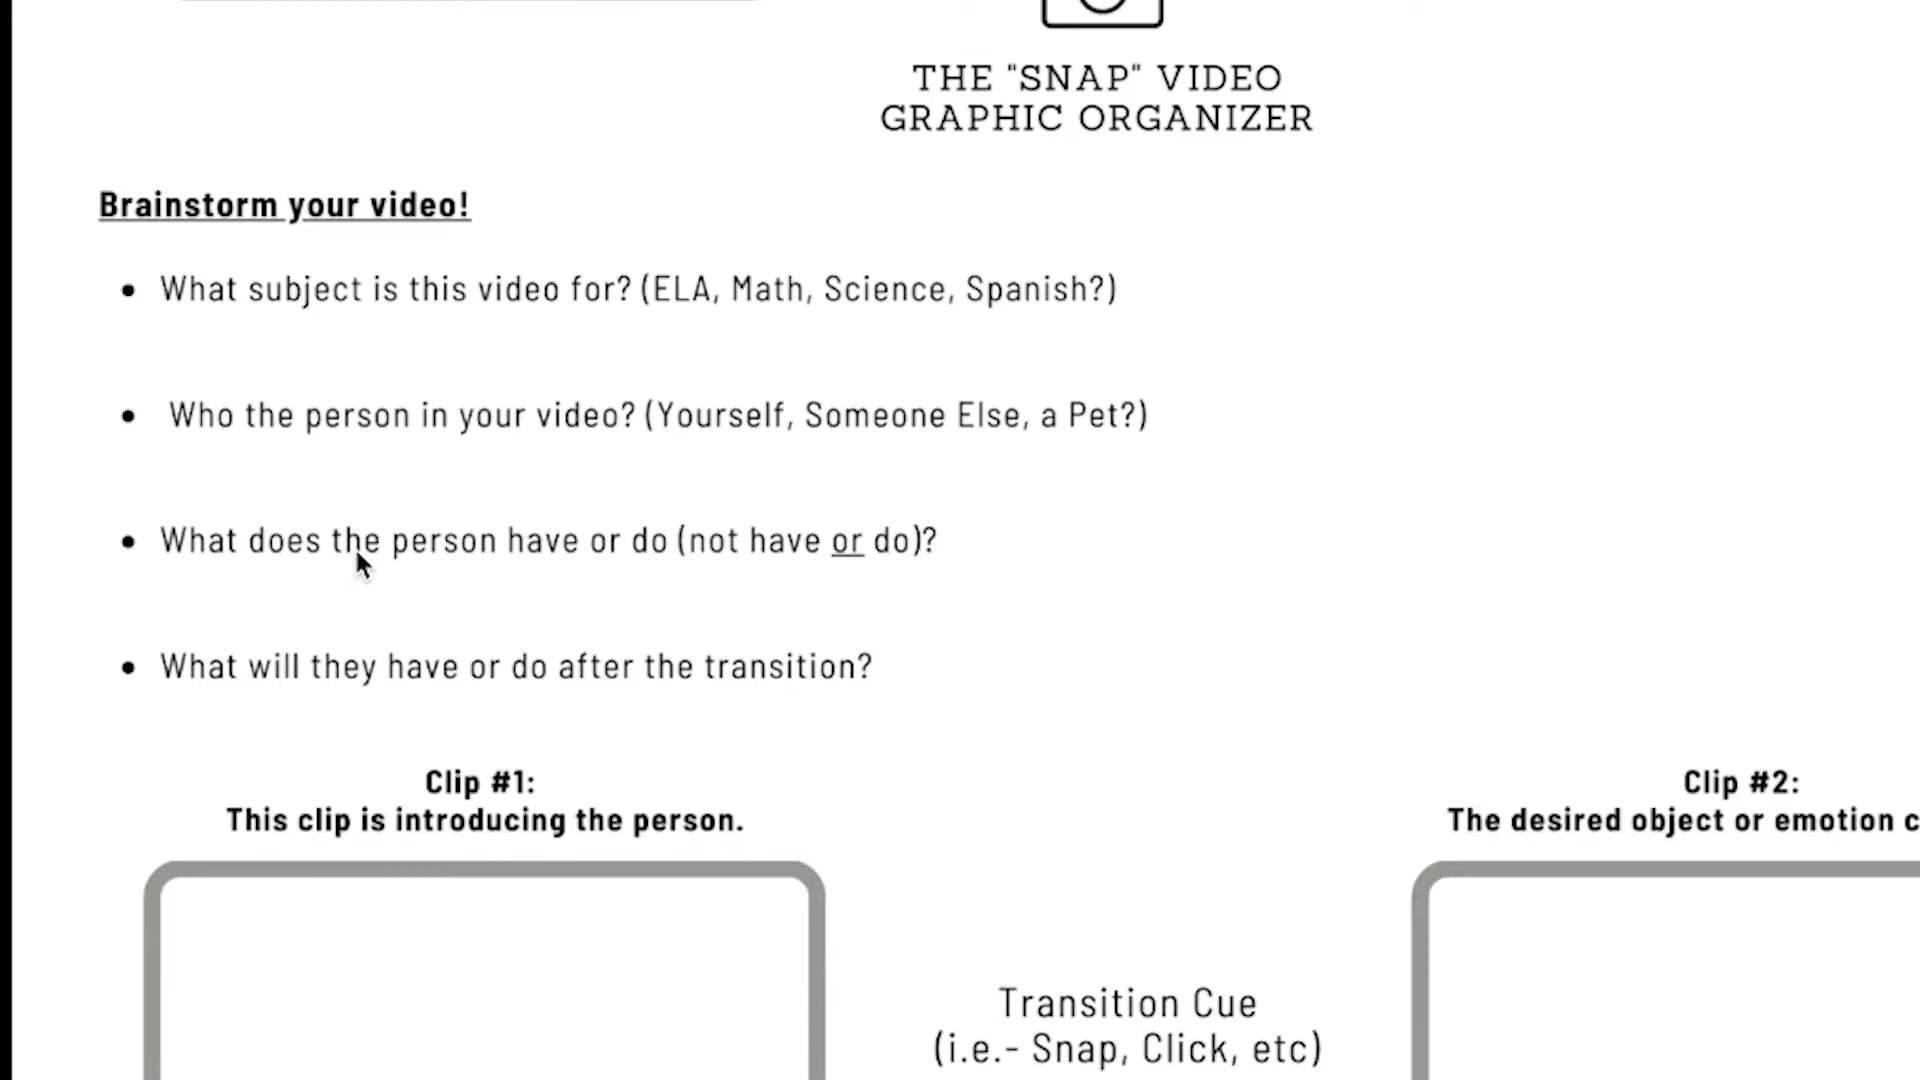 THE "SNAP" VIDEO
GRAPHIC ORGANIZER
Brainstorm your video!
• What subject is this video for? (ELA, Math, Science, Spanish?)
• Who the person in your video? (Yourself, Someone Else, a Pet?)
• What does the person have or do (not have or do)?
• What will they have or do after the transition?
Clip #1:
This clip is introducing the person.
Clip #2:
The desired object or emotion
Transition Cue
(i.e.- Snap, Click, etc)